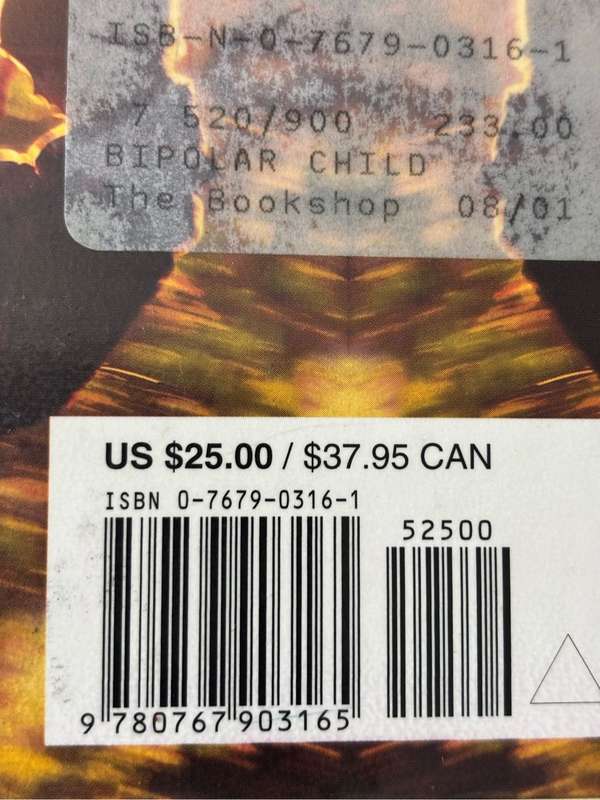 ISB-N-0-7679-0316-1
7 520/900 233.00
BIPOLAR CHILD
The Bookshop 08/01
US $25.00 / $37.95 CAN
ISBN 0-7679-0316-1
52500
9 780767 903165